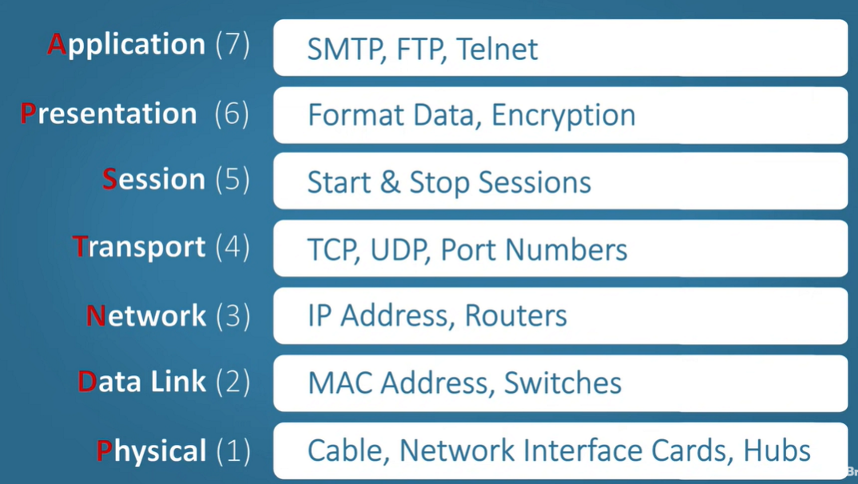 Application (7) SMTP, FTP, Telnet
Presentation (6) Format Data, Encryption
Session (5) Start & Stop Sessions
Transport (4) TCP, UDP, Port Numbers
Network (3) IP Address, Routers
Data Link (2) MAC Address, Switches
Physical (1) Cable, Network Interface Cards, Hubs